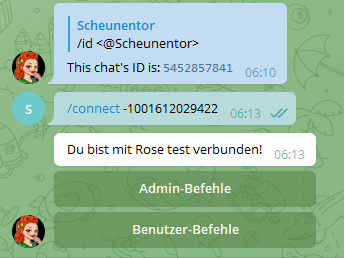 Scheunentor
/id <@Scheunentor>
This chat's ID is: 5452857841 06:10
S
/connect -1001612029422 06:13
Du bist mit Rose test verbunden! 06:13
Admin-Befehle
Benutzer-Befehle